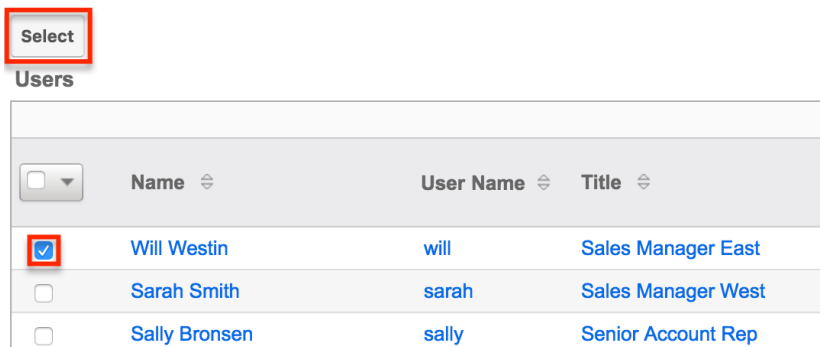 Select
Users
Name User Name Title
Will Westin will Sales Manager East
Sarah Smith sarah Sales Manager West
Sally Bronsen sally Senior Account Rep